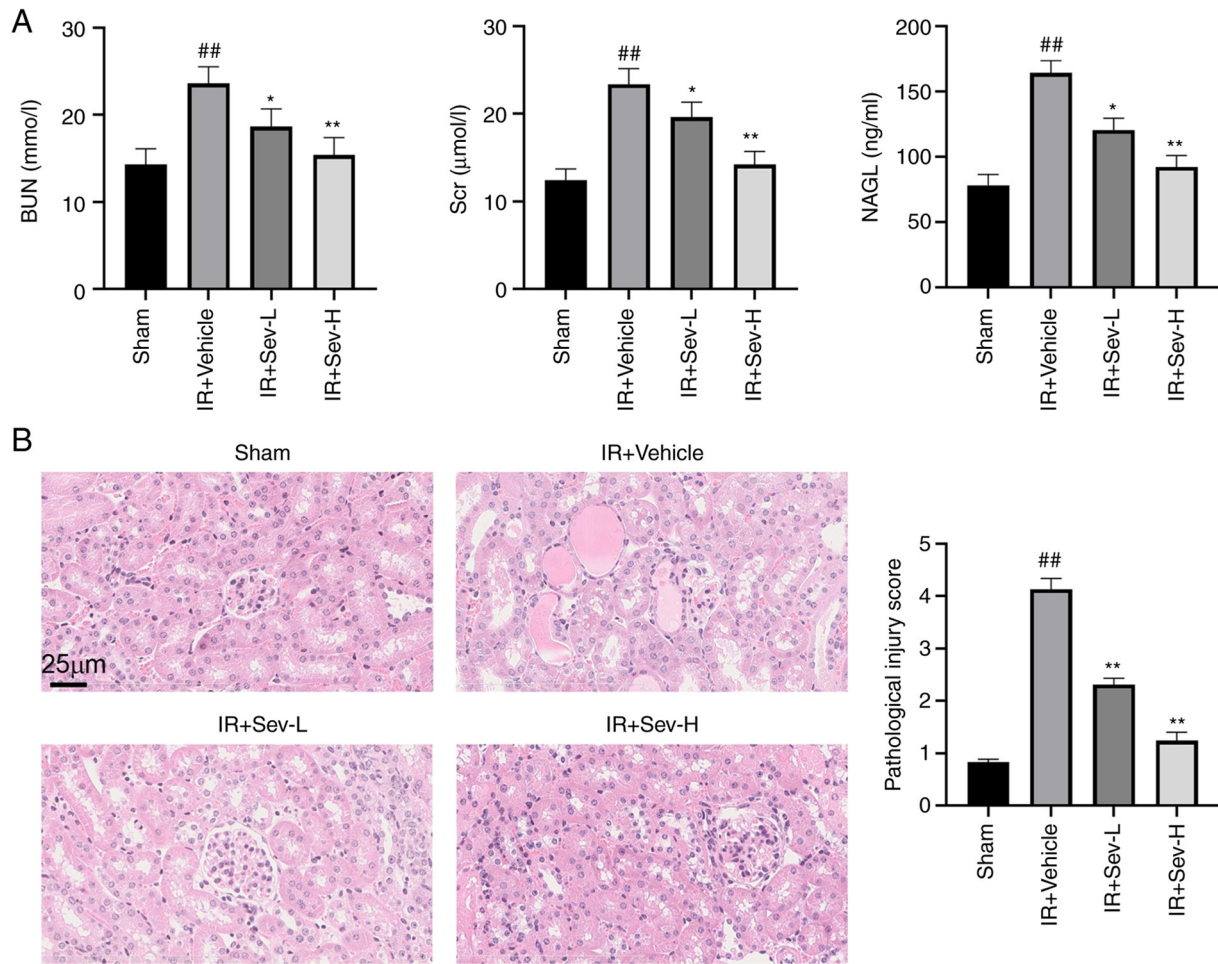 A
30
20
10
0
BUN (mmo/l)
##
*
**
Sham
IR+Vehicle
IR+Sev-L
IR+Sev-H
30
20
10
0
Scr (μmol/l)
##
*
**
Sham
IR+Vehicle
IR+Sev-L
IR+Sev-H
200
150
100
50
0
NAGL (ng/ml)
##
*
**
Sham
IR+Vehicle
IR+Sev-L
IR+Sev-H
B
Sham
IR+Vehicle
25μm
IR+Sev-L
IR+Sev-H
5
4
3
2
1
0
Pathological injury score
##
**
**
Sham
IR+Vehicle
IR+Sev-L
IR+Sev-H